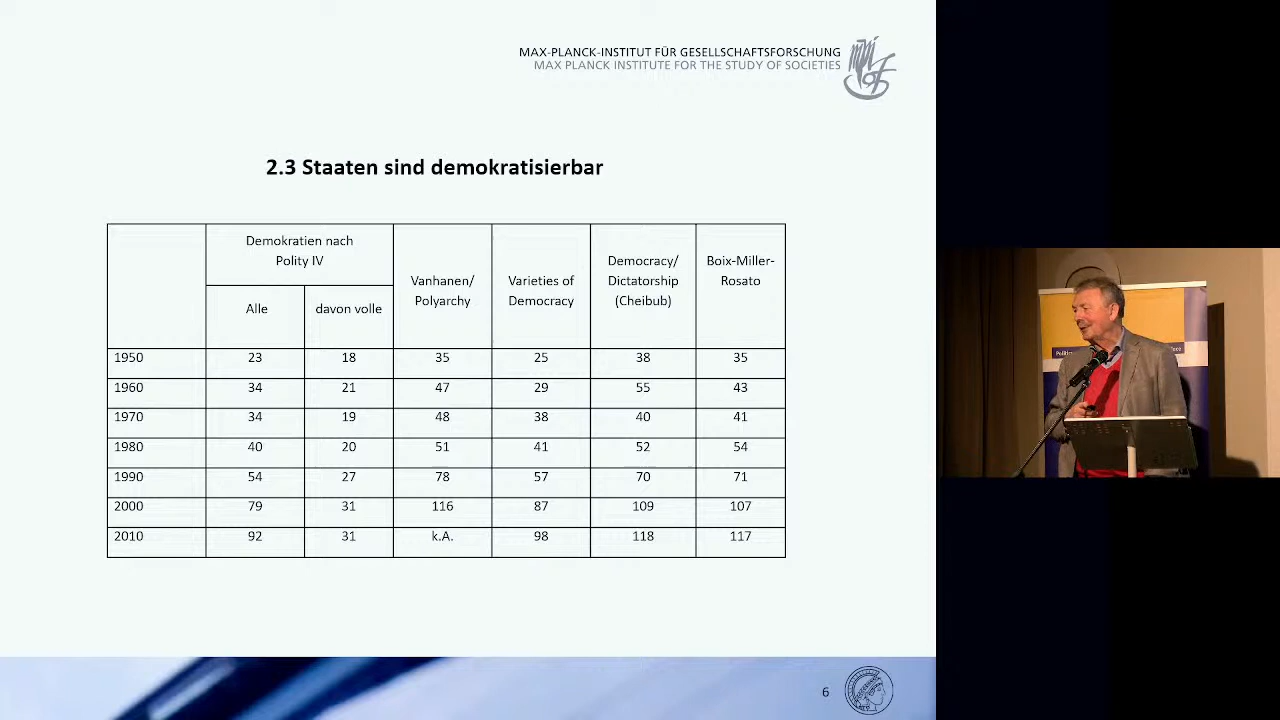 MAX-PLANCK-INSTITUT FÜR GESELLSCHAFTSFORSCHUNG
MAX PLANCK INSTITUTE FOR THE STUDY OF SOCIETIES
2.3 Staaten sind demokratisierbar
Demokratien nach
Polity IV
Alle
davon volle
Vanhanen/
Polyarchy
Varieties of
Democracy
Democracy/
Dictatorship
(Cheibub)
Boix-Miller-
Rosato
1950 23 18 35 25 38 35
1960 34 21 47 29 55 43
1970 34 19 48 38 40 41
1980 40 20 51 41 52 54
1990 54 27 78 57 70 71
2000 79 31 116 87 109 107
2010 92 31 k.A. 98 118 117
6